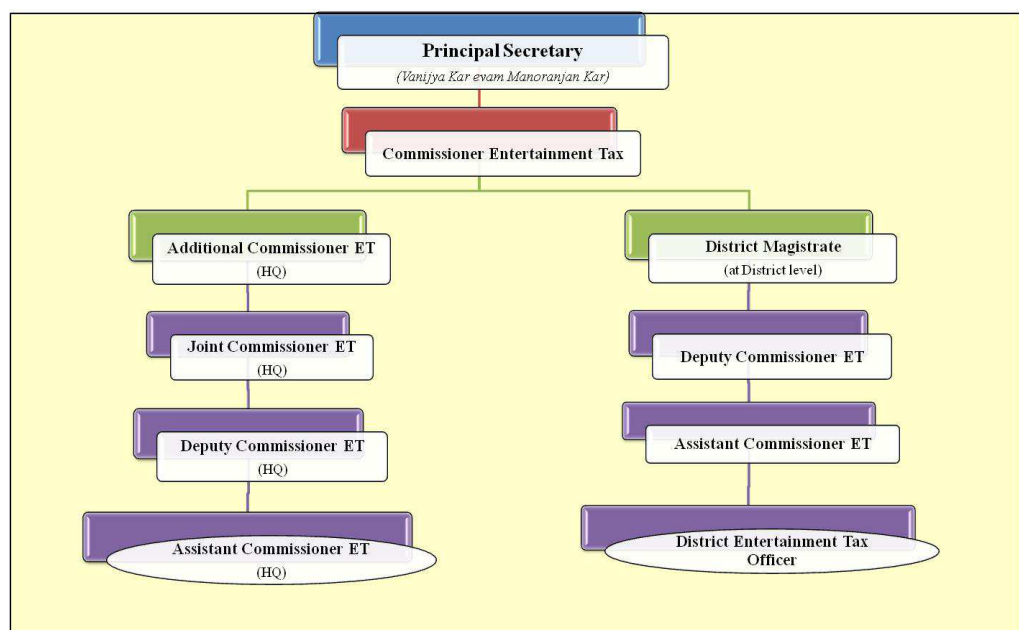 Principal Secretary
(Vanijya Kar evam Manoranjan Kar)
Commissioner Entertainment Tax
Additional Commissioner ET
(HQ)
Joint Commissioner ET
(HQ)
Deputy Commissioner ET
(HQ)
Assistant Commissioner ET
(HQ)
District Magistrate
(at District level)
Deputy Commissioner ET
Assistant Commissioner ET
District Entertainment Tax
Officer